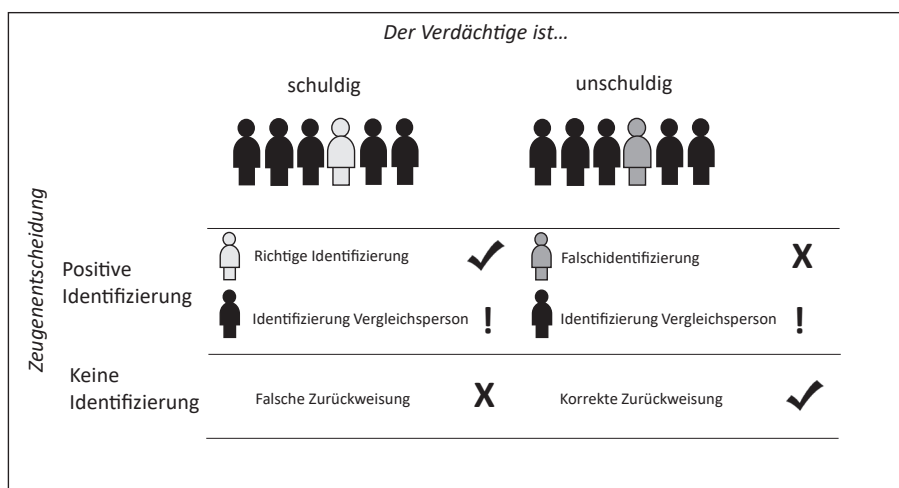 Der Verdächtige ist...
schuldig
unschuldig
Zeugenentscheidung
Positive
Identifizierung
Richtige Identifizierung
Falschidentifizierung
X
Identifizierung Vergleichsperson !
Identifizierung Vergleichsperson !
Keine
Identifizierung
Falsche Zurückweisung X
Korrekte Zurückweisung